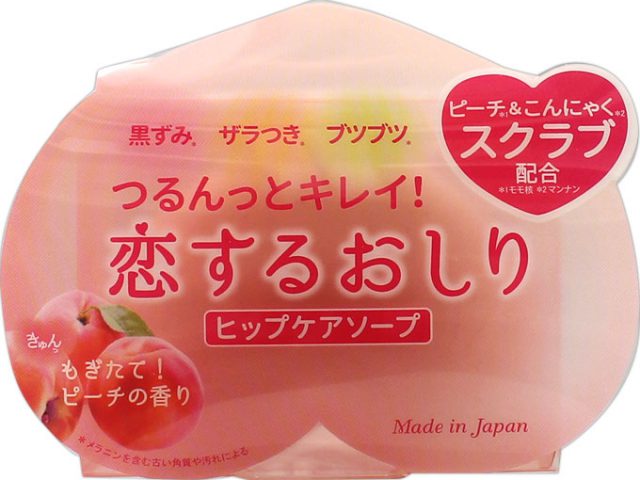 黒ずみ* ザラつき* ブツブツ*
ピーチ*1&こんにゃく*2
スクラブ
配合
*1モモ核 *2マンナン
つるんっとキレイ!
恋するおしり
ヒップケアソープ
きゅんっ
もぎたて!
ピーチの香り
*メラニンを含む古い角質や汚れによる
Made in Japan